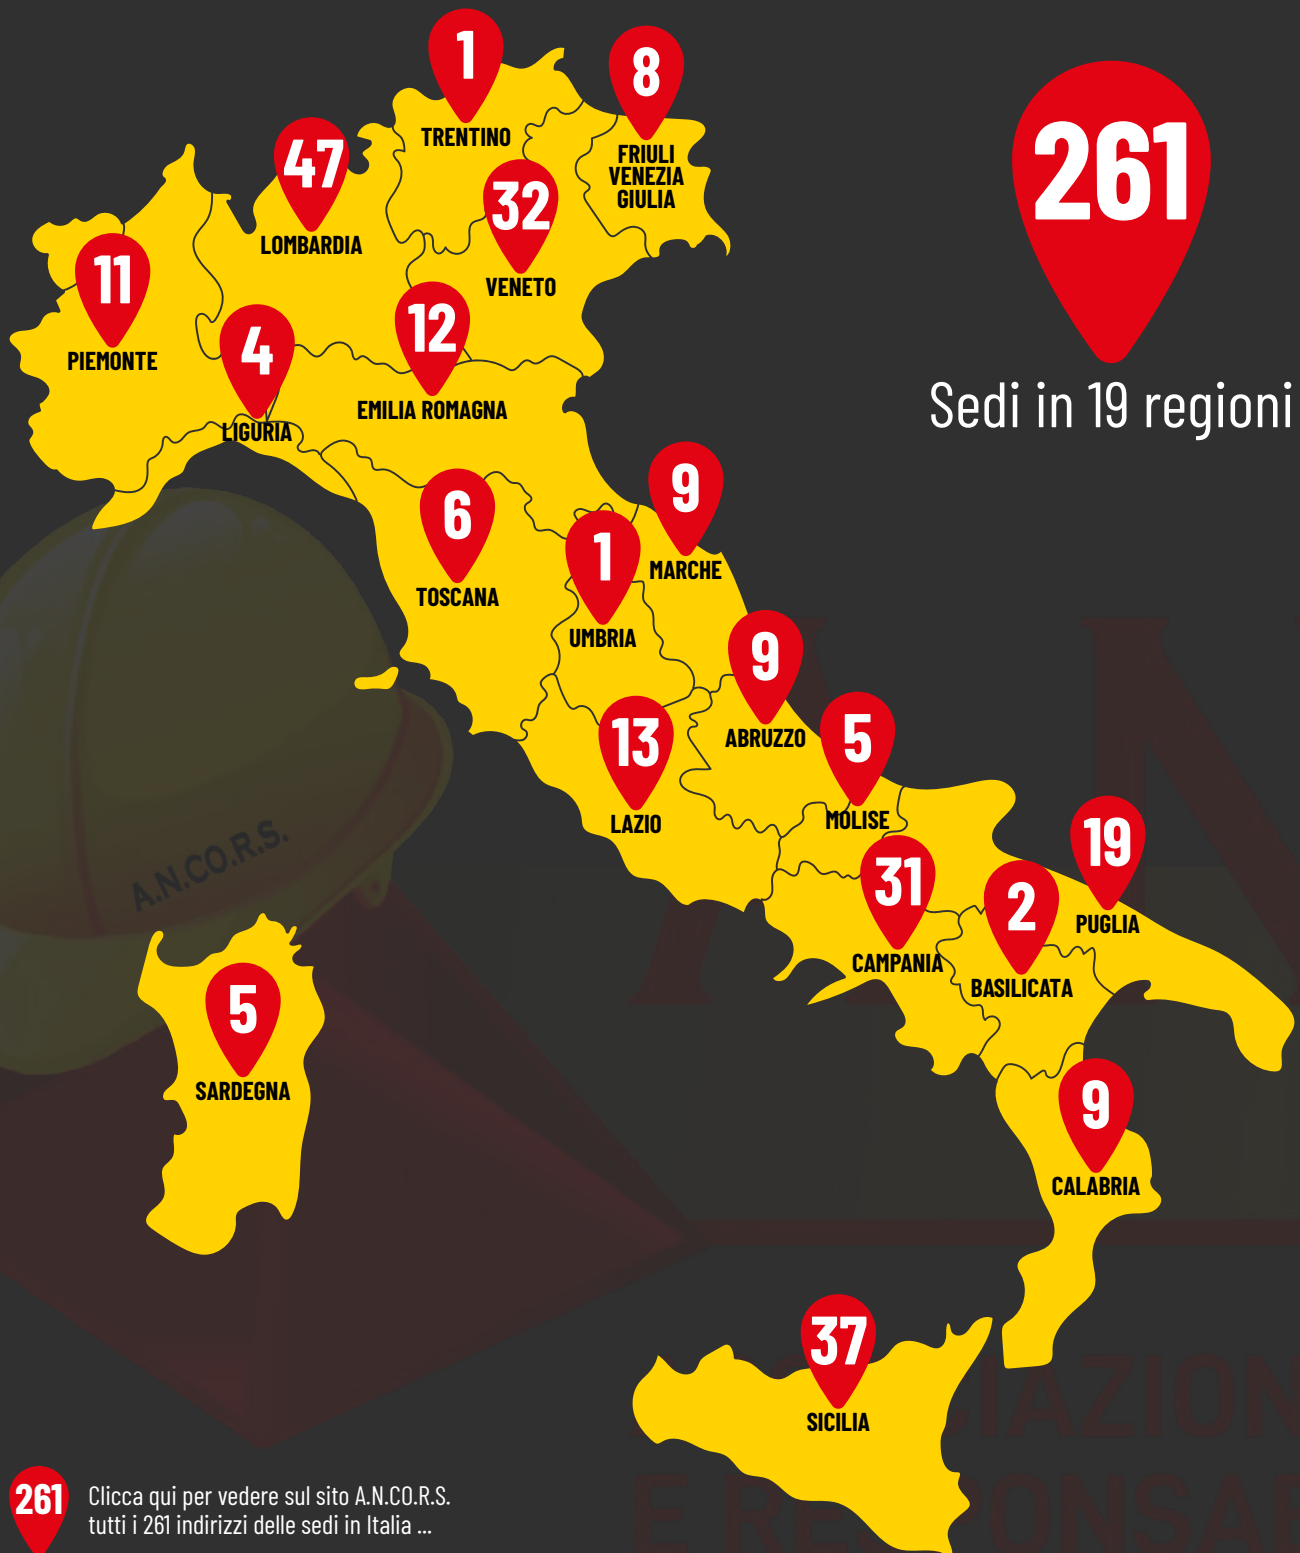 1
TRENTINO
8
FRIULI
VENEZIA
GIULIA
261
Sedi in 19 regioni
47
LOMBARDIA
32
VENETO
11
PIEMONTE
4
LIGURIA
12
EMILIA ROMAGNA
6
TOSCANA
9
MARCHE
1
UMBRIA
9
ABRUZZO
13
LAZIO
5
MOLISE
19
PUGLIA
31
CAMPANIA
2
BASILICATA
A.N.CO.R.S.
5
SARDEGNA
9
CALABRIA
37
SICILIA
261
Clicca qui per vedere sul sito A.N.CO.R.S.
tutti i 261 indirizzi delle sedi in Italia ...